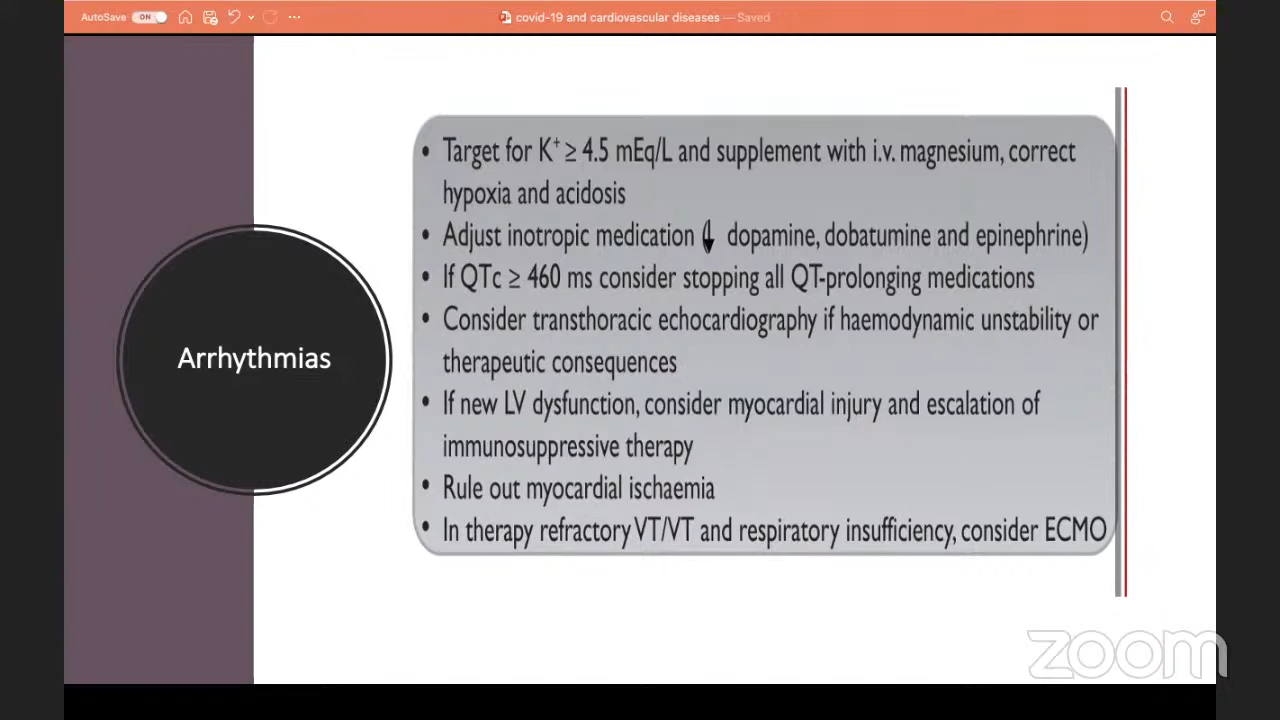 AutoSave ON covid-19 and cardiovascular diseases — Saved
Arrhythmias
• Target for K⁺ ≥ 4.5 mEq/L and supplement with i.v. magnesium, correct
hypoxia and acidosis
• Adjust inotropic medication (↓ dopamine, dobatumine and epinephrine)
• If QTc ≥ 460 ms consider stopping all QT-prolonging medications
• Consider transthoracic echocardiography if haemodynamic unstability or
therapeutic consequences
• If new LV dysfunction, consider myocardial injury and escalation of
immunosuppressive therapy
• Rule out myocardial ischaemia
• In therapy refractory VT/VT and respiratory insufficiency, consider ECMO
zoom